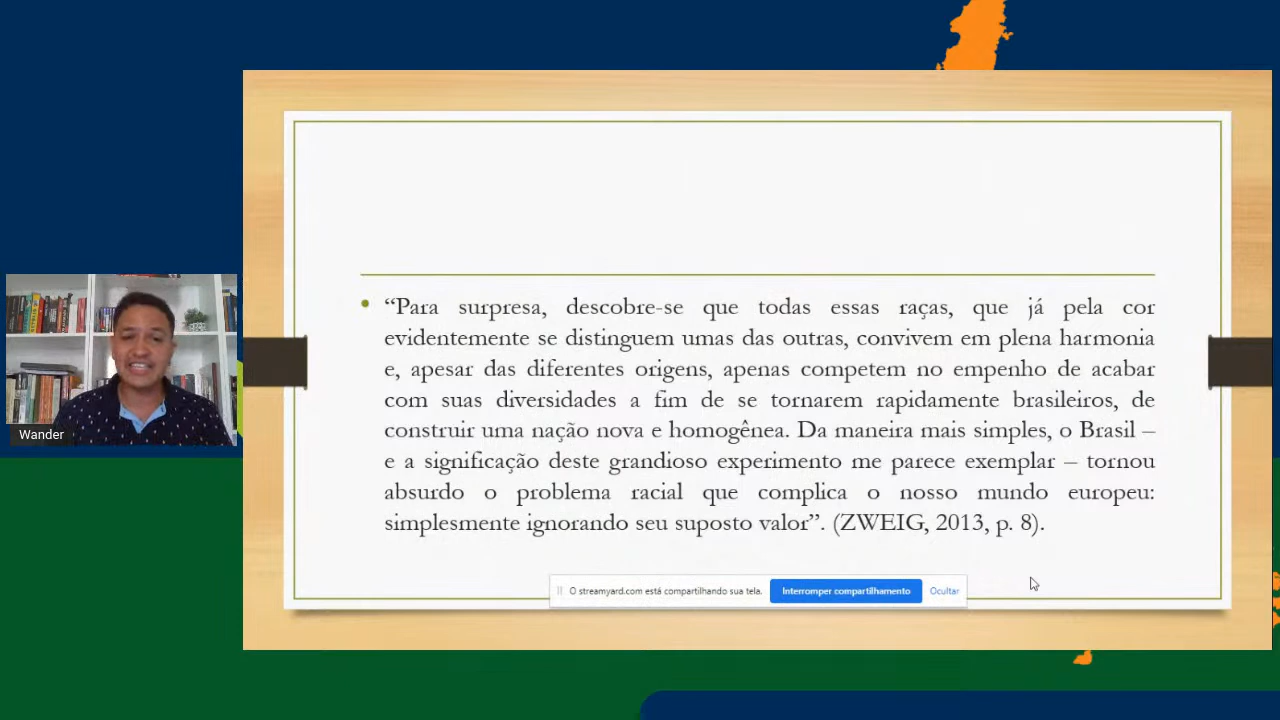 “Para surpresa, descobre-se que todas essas raças, que já pela cor
evidentemente se distinguem umas das outras, convivem em plena harmonia
e, apesar das diferentes origens, apenas competem no empenho de acabar
com suas diversidades a fim de se tornarem rapidamente brasileiros, de
construir uma nação nova e homogênea. Da maneira mais simples, o Brasil –
e a significação deste grandioso experimento me parece exemplar – tornou
absurdo o problema racial que complica o nosso mundo europeu:
simplesmente ignorando seu suposto valor”. (ZWEIG, 2013, p. 8).
Wander
O streamyard.com está compartilhando sua tela.
Interromper compartilhamento
Ocultar